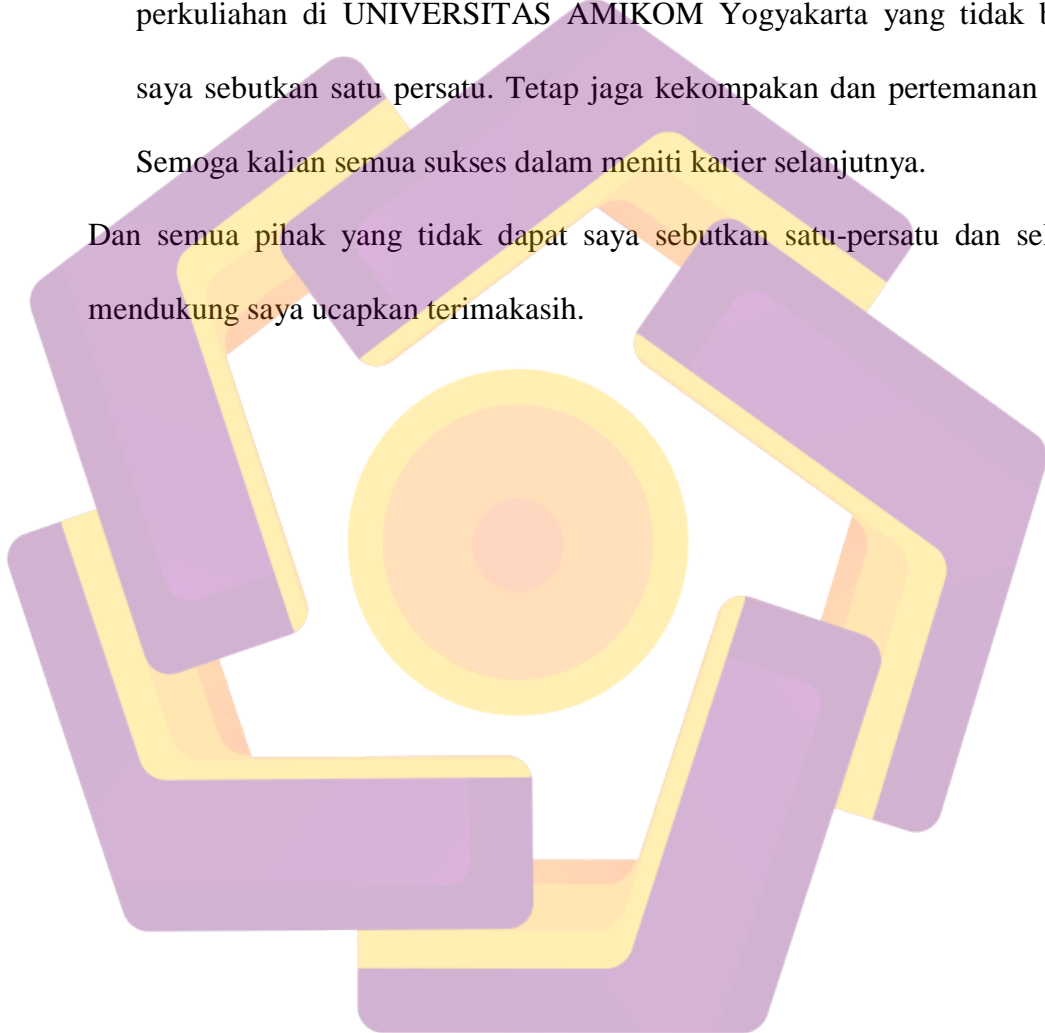 perkuliahan di UNIVERSITAS AMIKOM Yogyakarta yang tidak
saya sebutkan satu persatu. Tetap jaga kekompakan dan pertemanan
Semoga kalian semua sukses dalam meniti karier selanjutnya.
Dan semua pihak yang tidak dapat saya sebutkan satu-persatu dan
mendukung saya ucapkan terimakasih.